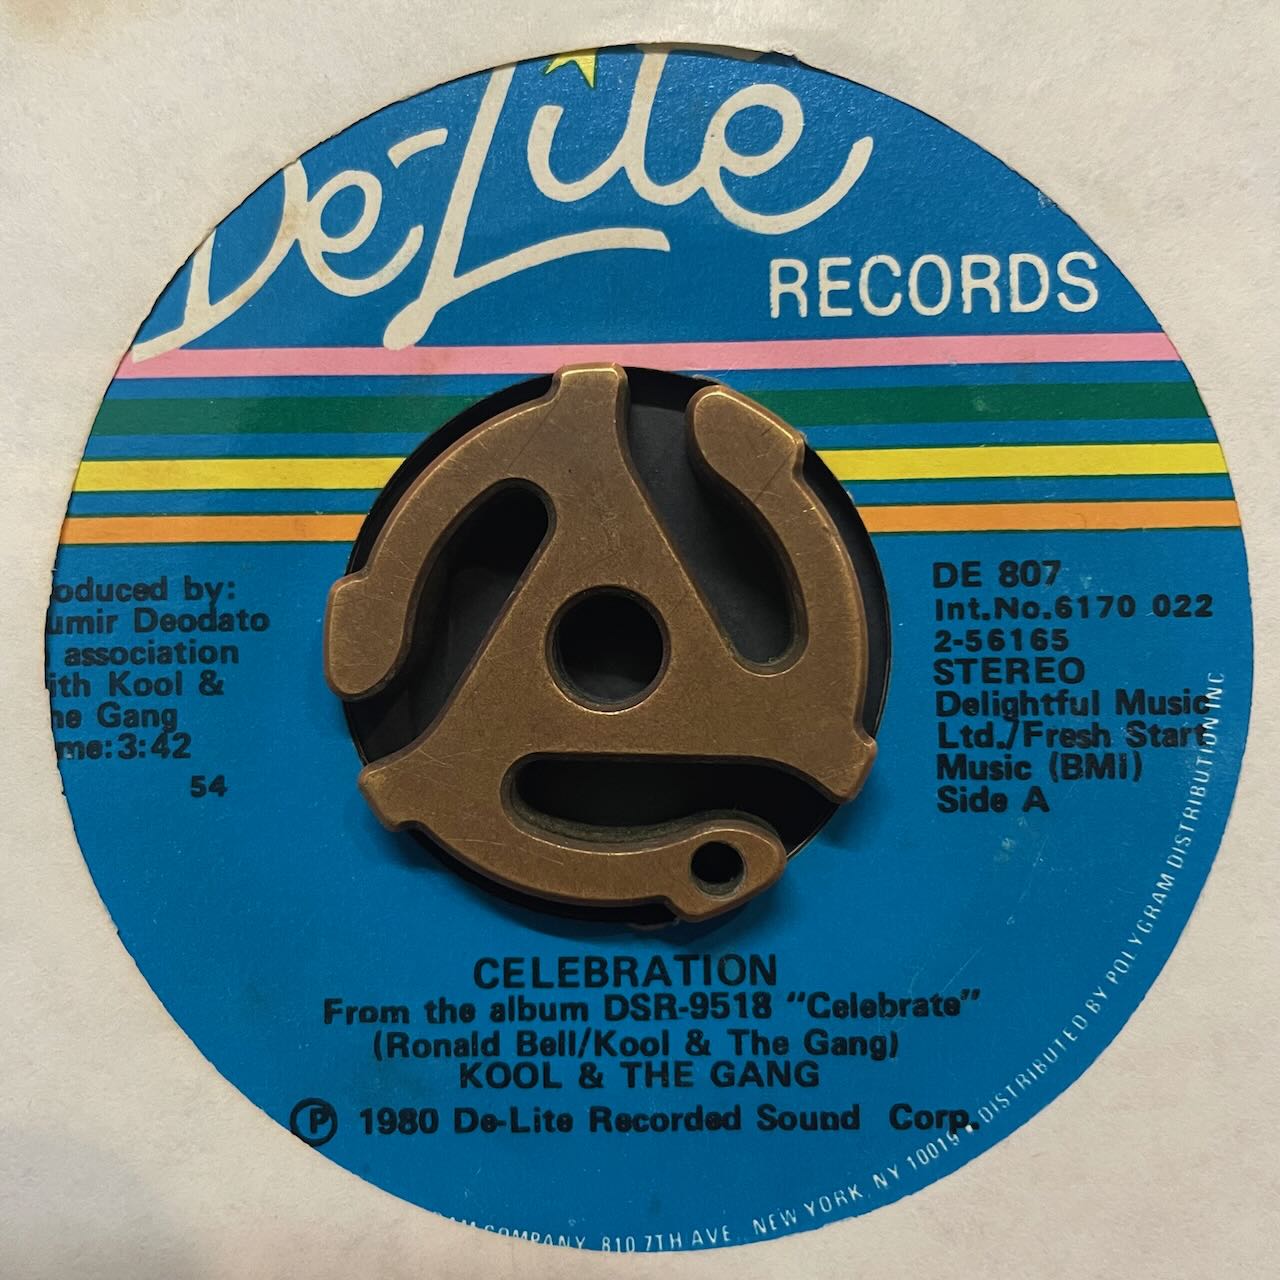 De-Lite
RECORDS
oduced by:
umir Deodato
association
ith Kool &
he Gang
me:3:42
54
DE 807
Int.No.6170 022
2-56165
STEREO
Delightful Music
Ltd./Fresh Start
Music (BMI)
Side A
CELEBRATION
From the album DSR-9518 "Celebrate"
(Ronald Bell/Kool & The Gang)
KOOL & THE GANG
Ⓟ 1980 De-Lite Recorded Sound Corp.
AM COMPANY, 810 7TH AVE., NEW YORK, NY 10019 • DISTRIBUTED BY POLYGRAM DISTRIBUTION INC